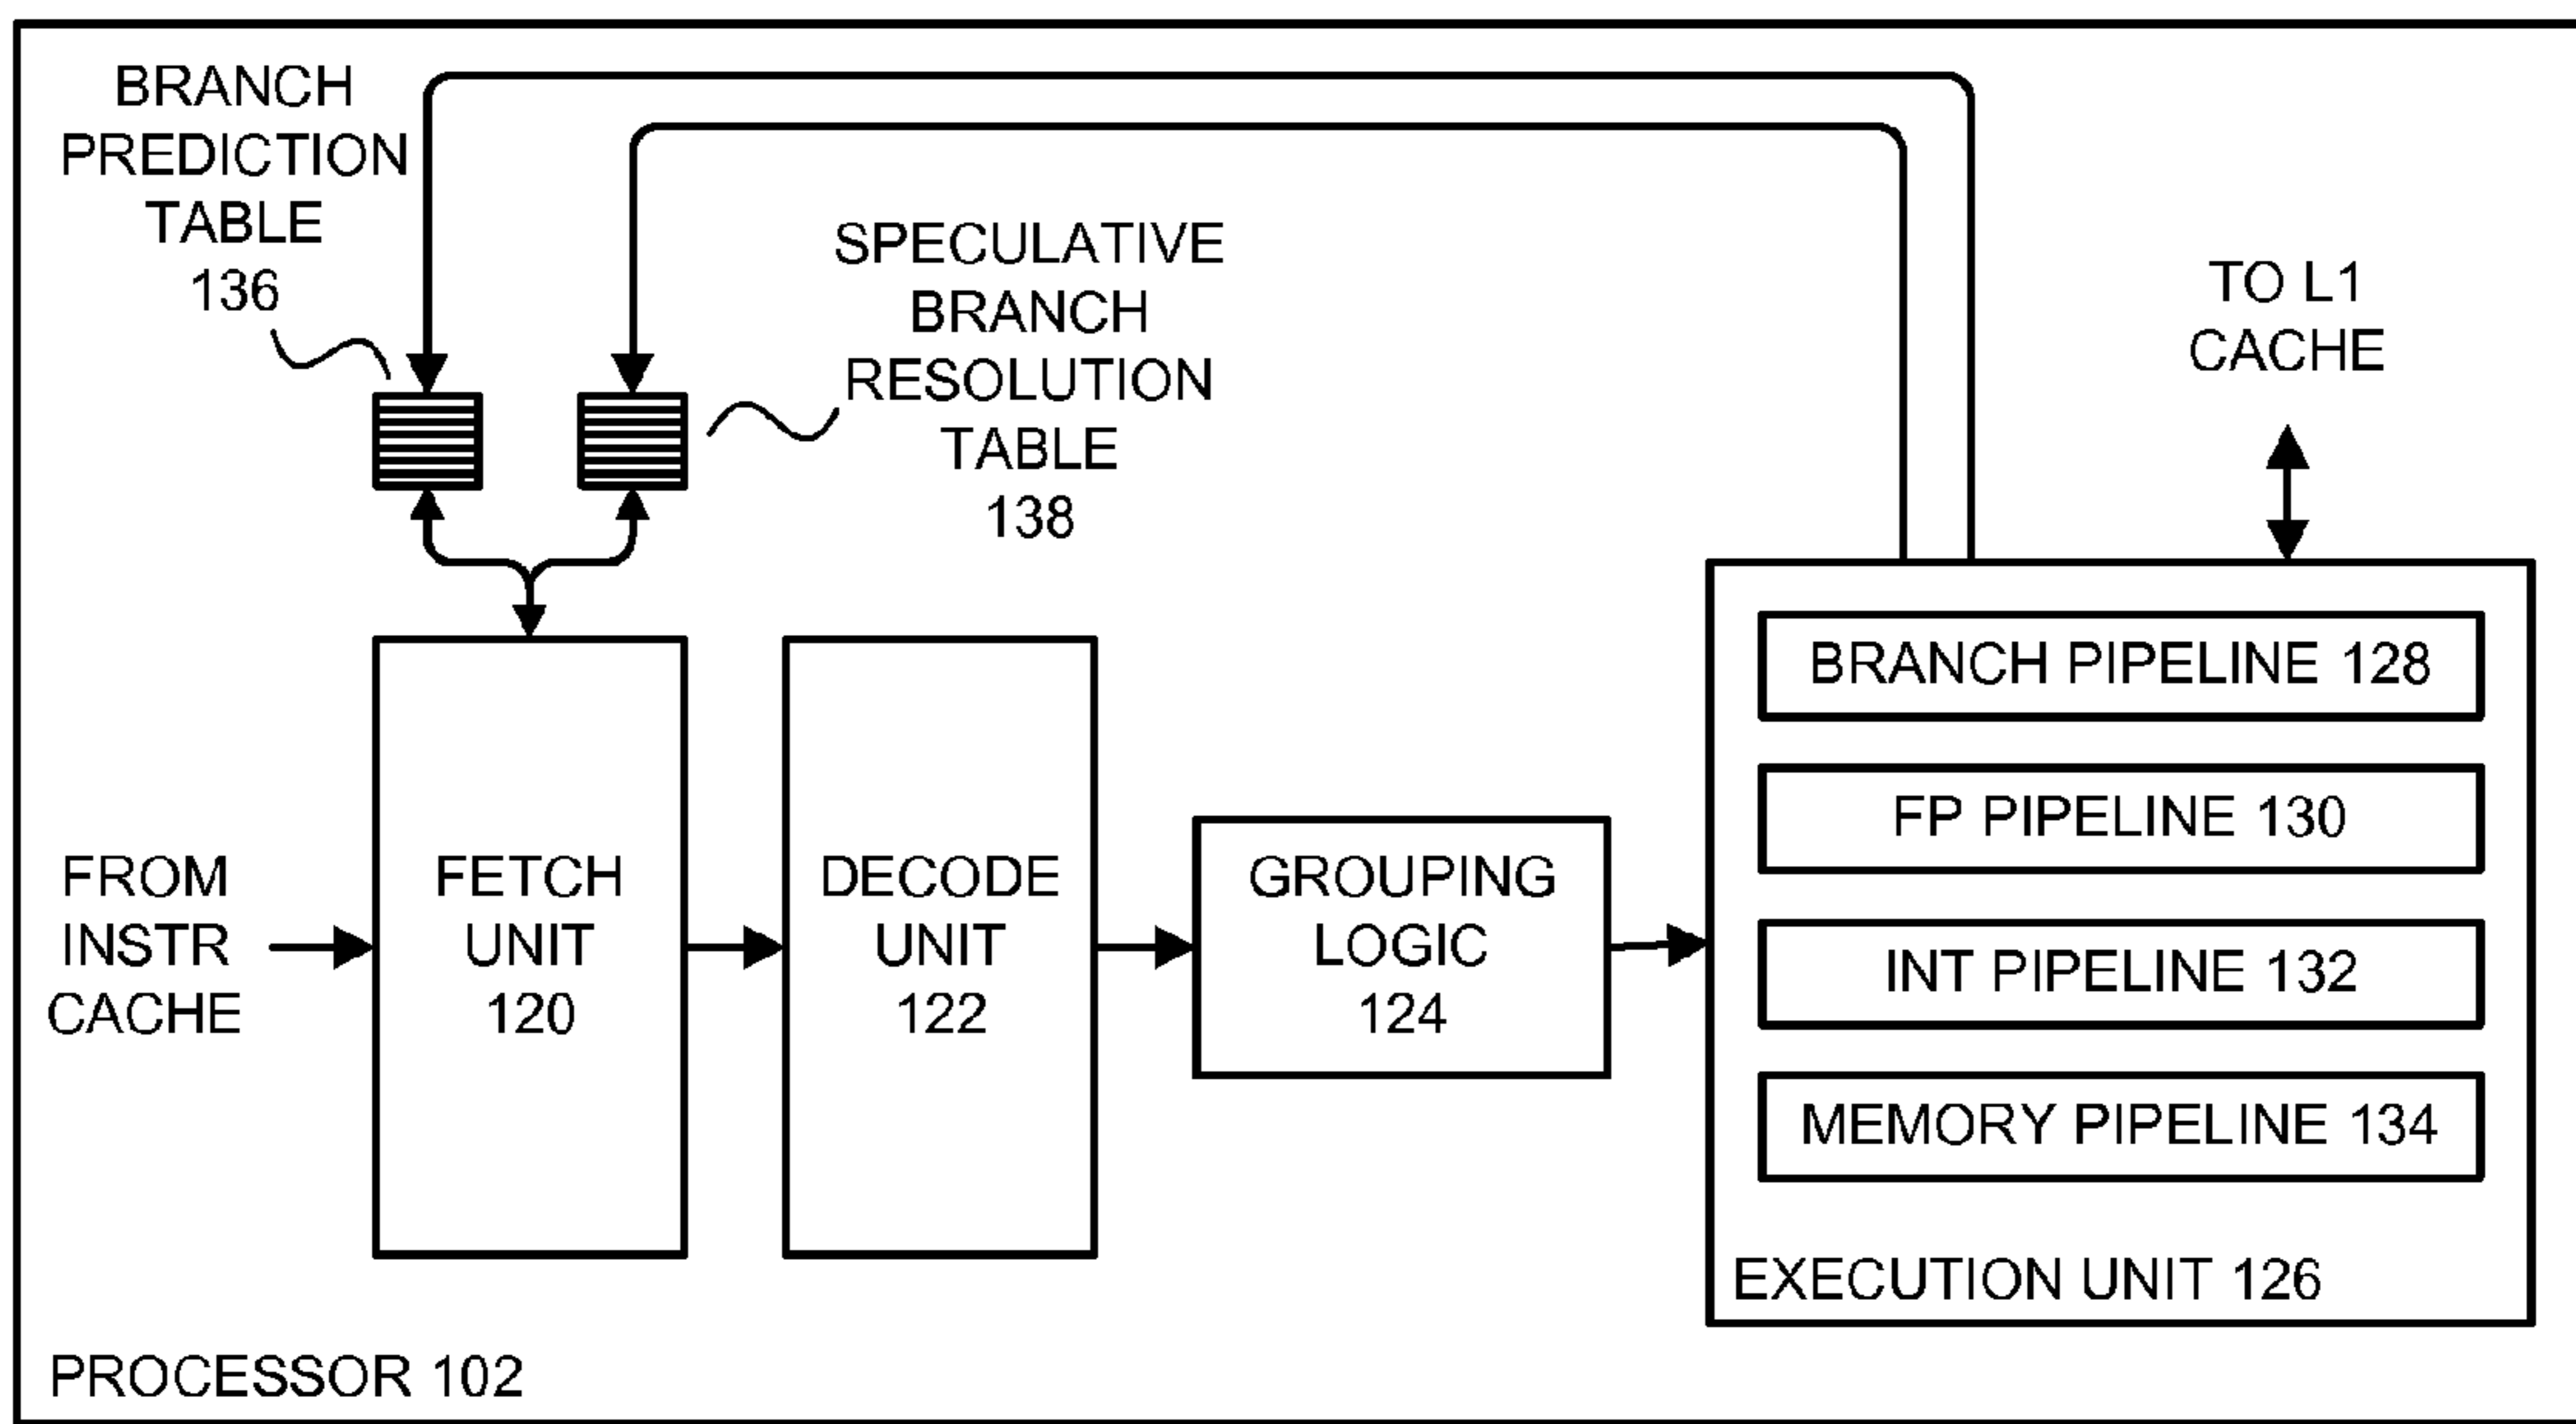 BRANCH
PREDICTION
TABLE
136
SPECULATIVE
BRANCH
RESOLUTION
TABLE
138
TO L1
CACHE
FROM
INSTR
CACHE
FETCH
UNIT
120
DECODE
UNIT
122
GROUPING
LOGIC
124
BRANCH PIPELINE 128
FP PIPELINE 130
INT PIPELINE 132
MEMORY PIPELINE 134
EXECUTION UNIT 126
PROCESSOR 102